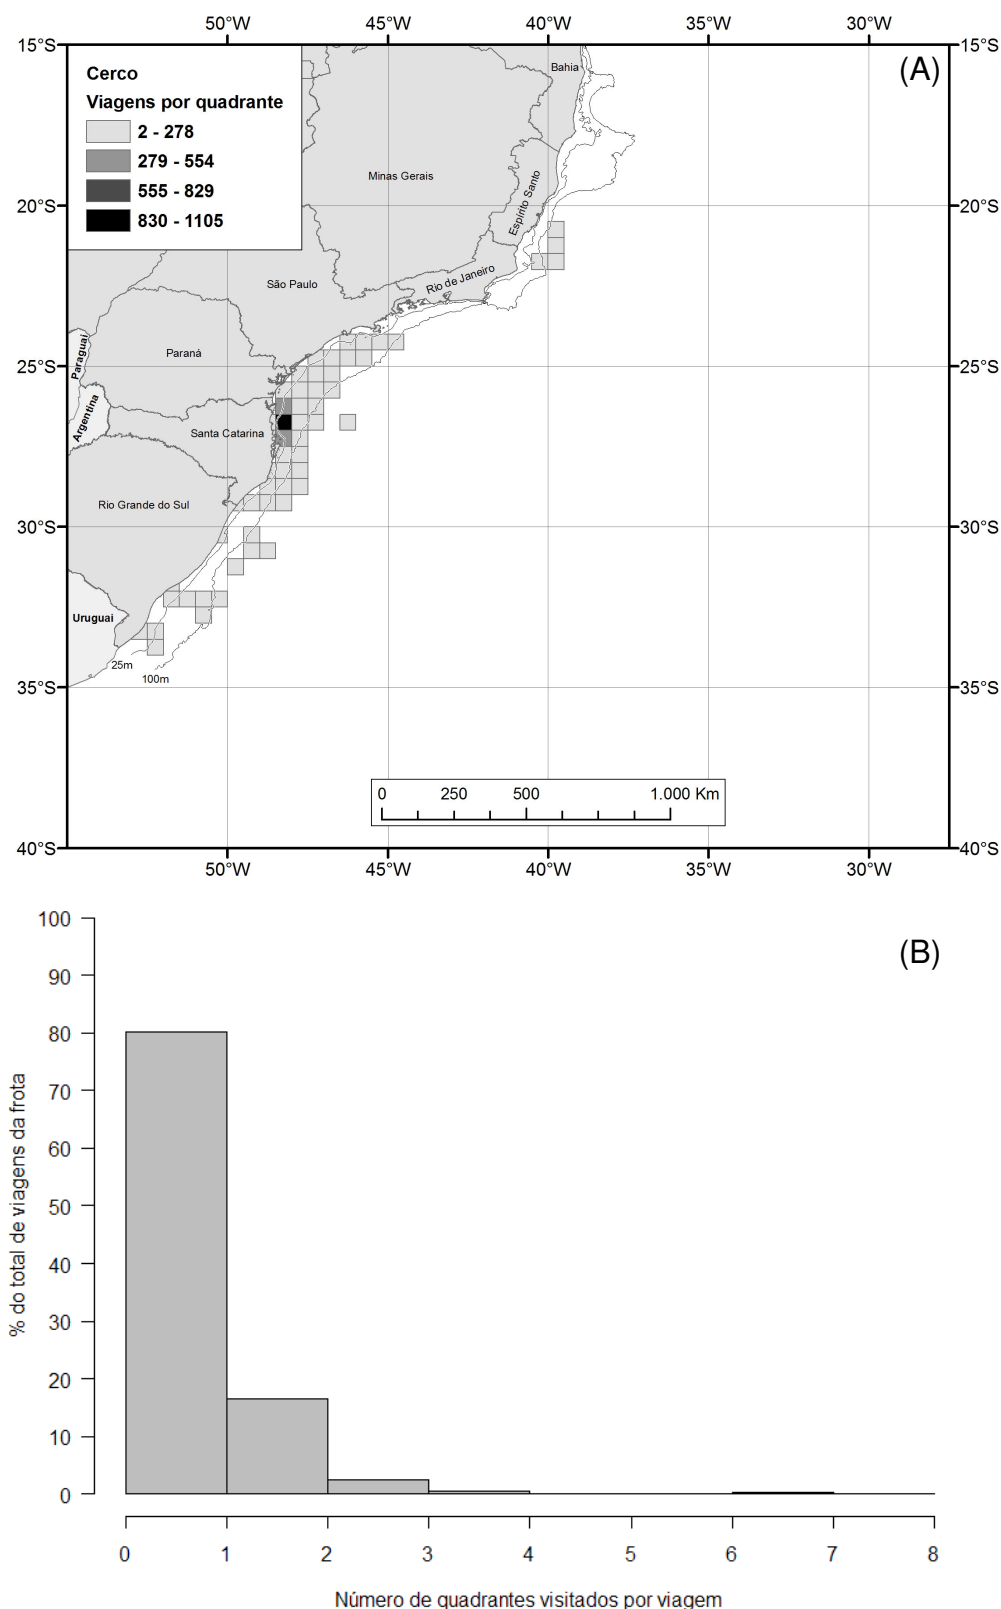 50°W 45°W 40°W 35°W 30°W
15°S 15°S
(A)
Cerco
Viagens por quadrante
2 - 278
279 - 554
555 - 829
830 - 1105
Bahia
Minas Gerais
Espírito Santo
20°S 20°S
Rio de Janeiro
São Paulo
Paraná
Paraguai
25°S 25°S
Argentina
Santa Catarina
Rio Grande do Sul
30°S 30°S
Uruguai
25m
100m
35°S 35°S
0 250 500 1.000 Km
40°S 40°S
50°W 45°W 40°W 35°W 30°W
(B)
% do total de viagens da frota
100
90
80
70
60
50
40
30
20
10
0
0 1 2 3 4 5 6 7 8
Número de quadrantes visitados por viagem